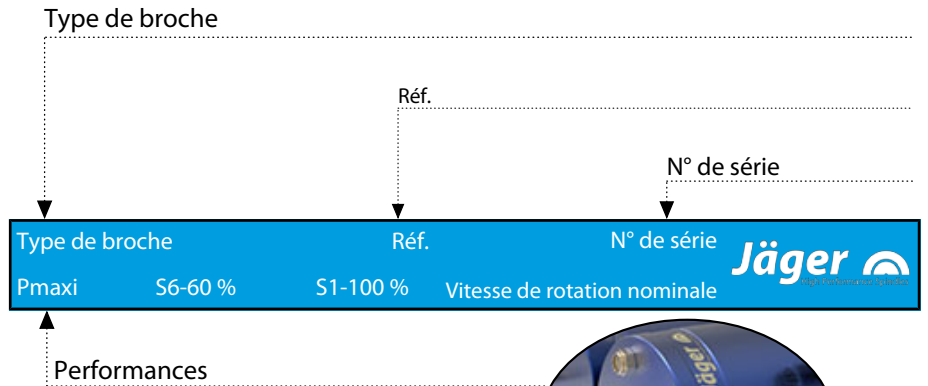 Type de broche
Réf.
N° de série
Type de broche Réf. N° de série
Jäger
Pmaxi S6-60 % S1-100 % Vitesse de rotation nominale
Performances